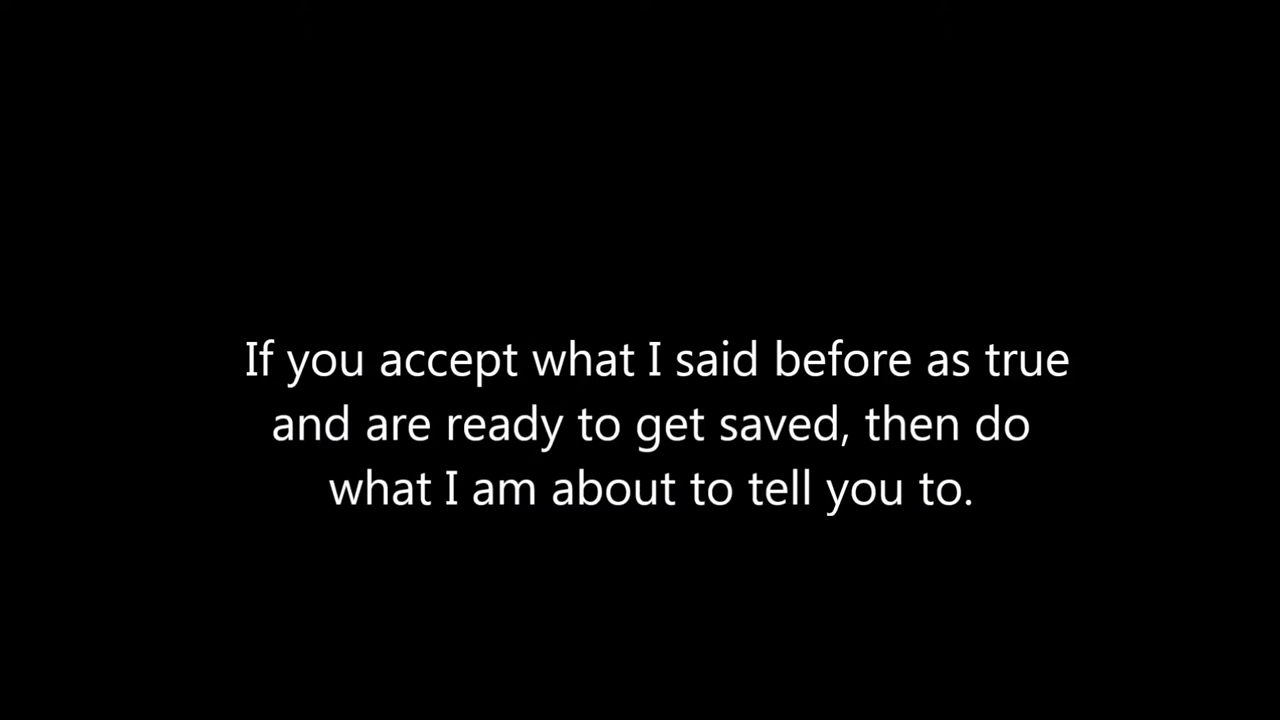 If you accept what I said before as true
and are ready to get saved, then do
what I am about to tell you to.